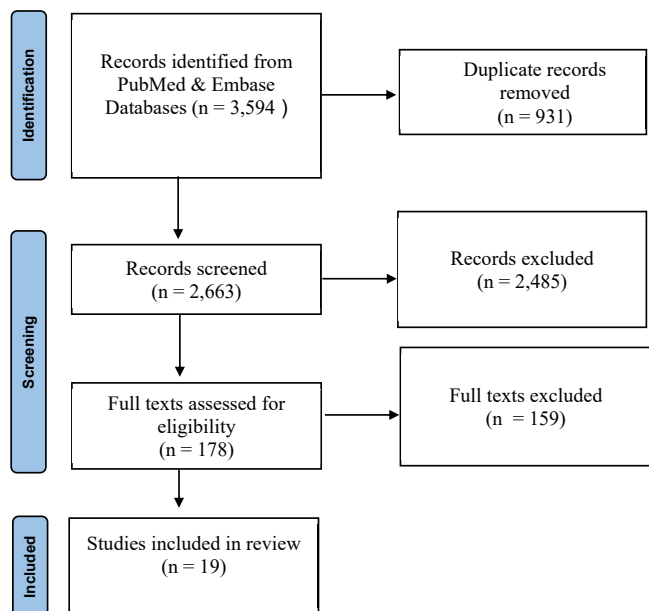 Identification
Records identified from
PubMed & Embase
Databases (n = 3,594 )
Duplicate records
removed
(n = 931)
Screening
Records screened
(n = 2,663)
Records excluded
(n = 2,485)
Full texts assessed for
eligibility
(n = 178)
Full texts excluded
(n  = 159)
Included
Studies included in review
(n = 19)